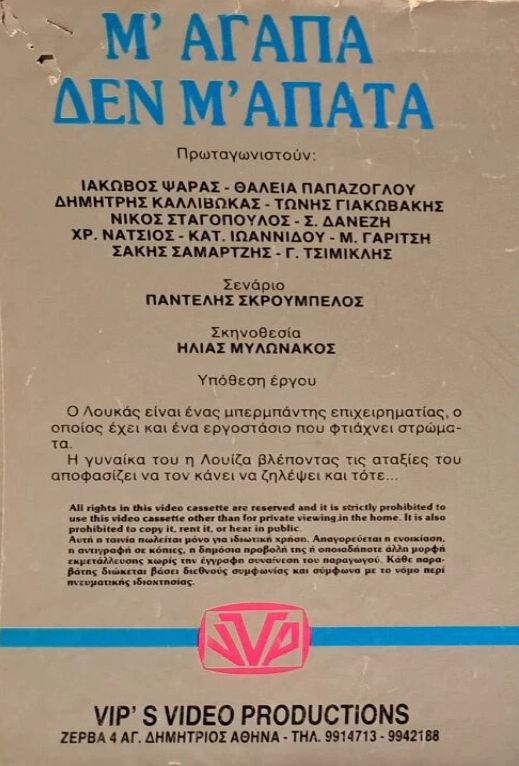 Μ' ΑΓΑΠΑ
ΔΕΝ Μ'ΑΠΑΤΑ
Πρωταγωνιστούν:
ΙΑΚΩΒΟΣ ΨΑΡΑΣ - ΘΑΛΕΙΑ ΠΑΠΑΖΟΓΛΟΥ
ΔΗΜΗΤΡΗΣ ΚΑΛΛΙΒΩΚΑΣ - ΤΩΝΗΣ ΓΙΑΚΩΒΑΚΗΣ
ΝΙΚΟΣ ΣΤΑΓΟΠΟΥΛΟΣ - Σ. ΔΑΝΕΖΗ
ΧΡ. ΝΑΤΣΙΟΣ - ΚΑΤ. ΙΩΑΝΝΙΔΟΥ - Μ. ΓΑΡΙΤΣΗ
ΣΑΚΗΣ ΣΑΜΑΡΤΖΗΣ - Γ. ΤΣΙΜΙΚΛΗΣ
Σενάριο
ΠΑΝΤΕΛΗΣ ΣΚΡΟΥΜΠΕΛΟΣ
Σκηνοθεσία
ΗΛΙΑΣ ΜΥΛΩΝΑΚΟΣ
Υπόθεση έργου
Ο Λουκάς είναι ένας μπερμπάντης επιχειρηματίας, ο
οποίος έχει και ένα εργοστάσιο που φτιάχνει στρώμα-
τα.
Η γυναίκα του η Λουίζα βλέποντας τις αταξίες του
αποφασίζει να τον κάνει να ζηλέψει και τότε...
All rights in this video cassette are reserved and it is strictly prohibited to
use this video cassette other than for private viewing,in the home. It is also
prohibited to copy it, rent it, or hear in public.
Αυτή η ταινία πωλείται μόνο για ιδιωτική χρήση. Απαγορεύεται η ενοικίαση,
η αντιγραφή σε κόπιες, η δημόσια προβολή της ή οποιαδήποτε άλλη μορφή
εκμετάλλευσης χωρίς την έγγραφη συναίνεση του παραγωγού. Κάθε παρα-
βάτης διώκεται βάσει διεθνούς συμφωνίας και σύμφωνα με το νόμο περί
πνευματικής ιδιοκτησίας.
VVP
VIP' S VIDEO PRODUCTIONS
ΖΕΡΒΑ 4 ΑΓ. ΔΗΜΗΤΡΙΟΣ ΑΘΗΝΑ - ΤΗΛ. 9914713 - 9942188